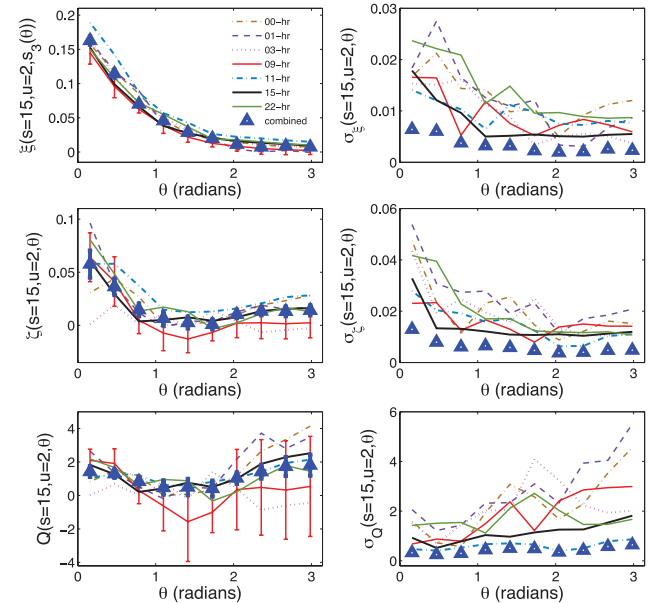 ξ(s=15,u=2,s₃(θ))
0.2
0.15
0.1
0.05
0
0 1 2 3
θ (radians)
00-hr
01-hr
03-hr
09-hr
11-hr
15-hr
22-hr
combined
σ_ξ(s=15,u=2,θ)
0.03
0.02
0.01
0
0 1 2 3
θ (radians)
ζ(s=15,u=2,θ)
0.1
0.05
0
0 1 2 3
θ (radians)
σ_ζ(s=15,u=2,θ)
0.06
0.04
0.02
0
0 1 2 3
θ (radians)
Q(s=15,u=2,θ)
4
2
0
-2
-4
0 1 2 3
θ (radians)
σ_Q(s=15,u=2,θ)
6
4
2
0
0 1 2 3
θ (radians)